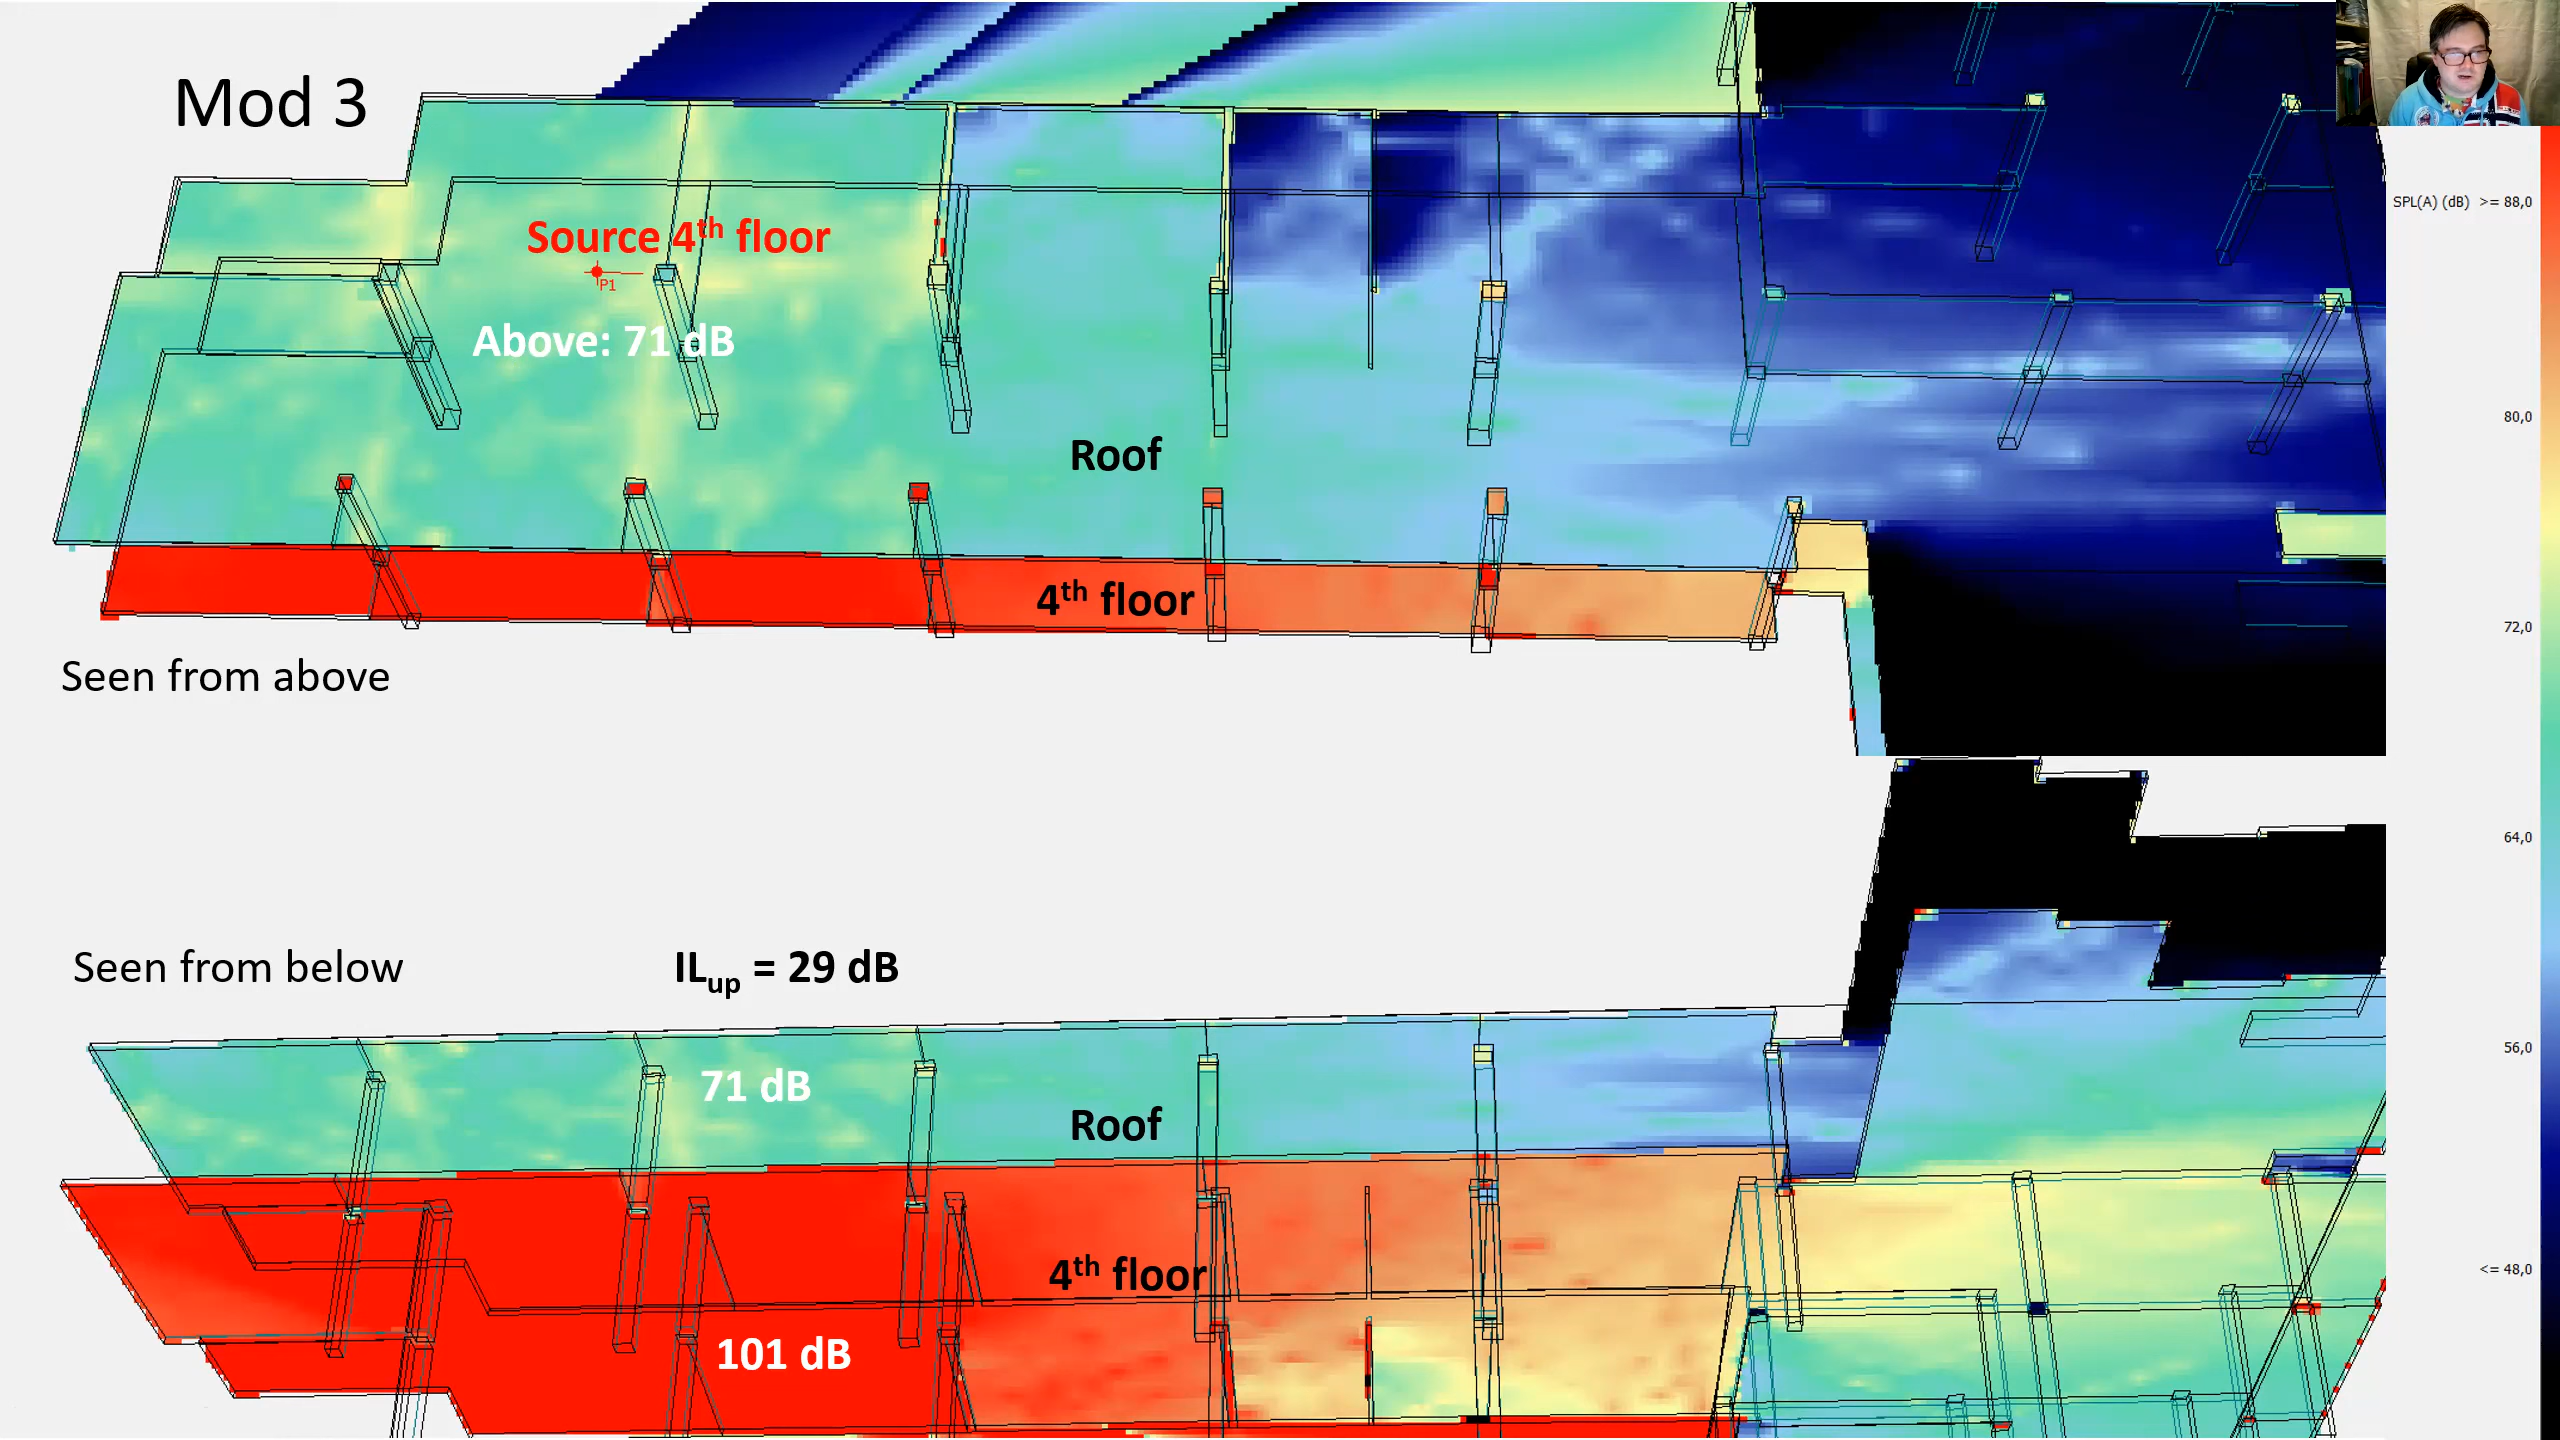 Mod 3
SPL(A) (dB) >= 88,0
Source 4th floor
P1
Above: 71 dB
80,0
Roof
4th floor
72,0
Seen from above
64,0
Seen from below
ILup = 29 dB
56,0
71 dB
Roof
<= 48,0
4th floor
101 dB